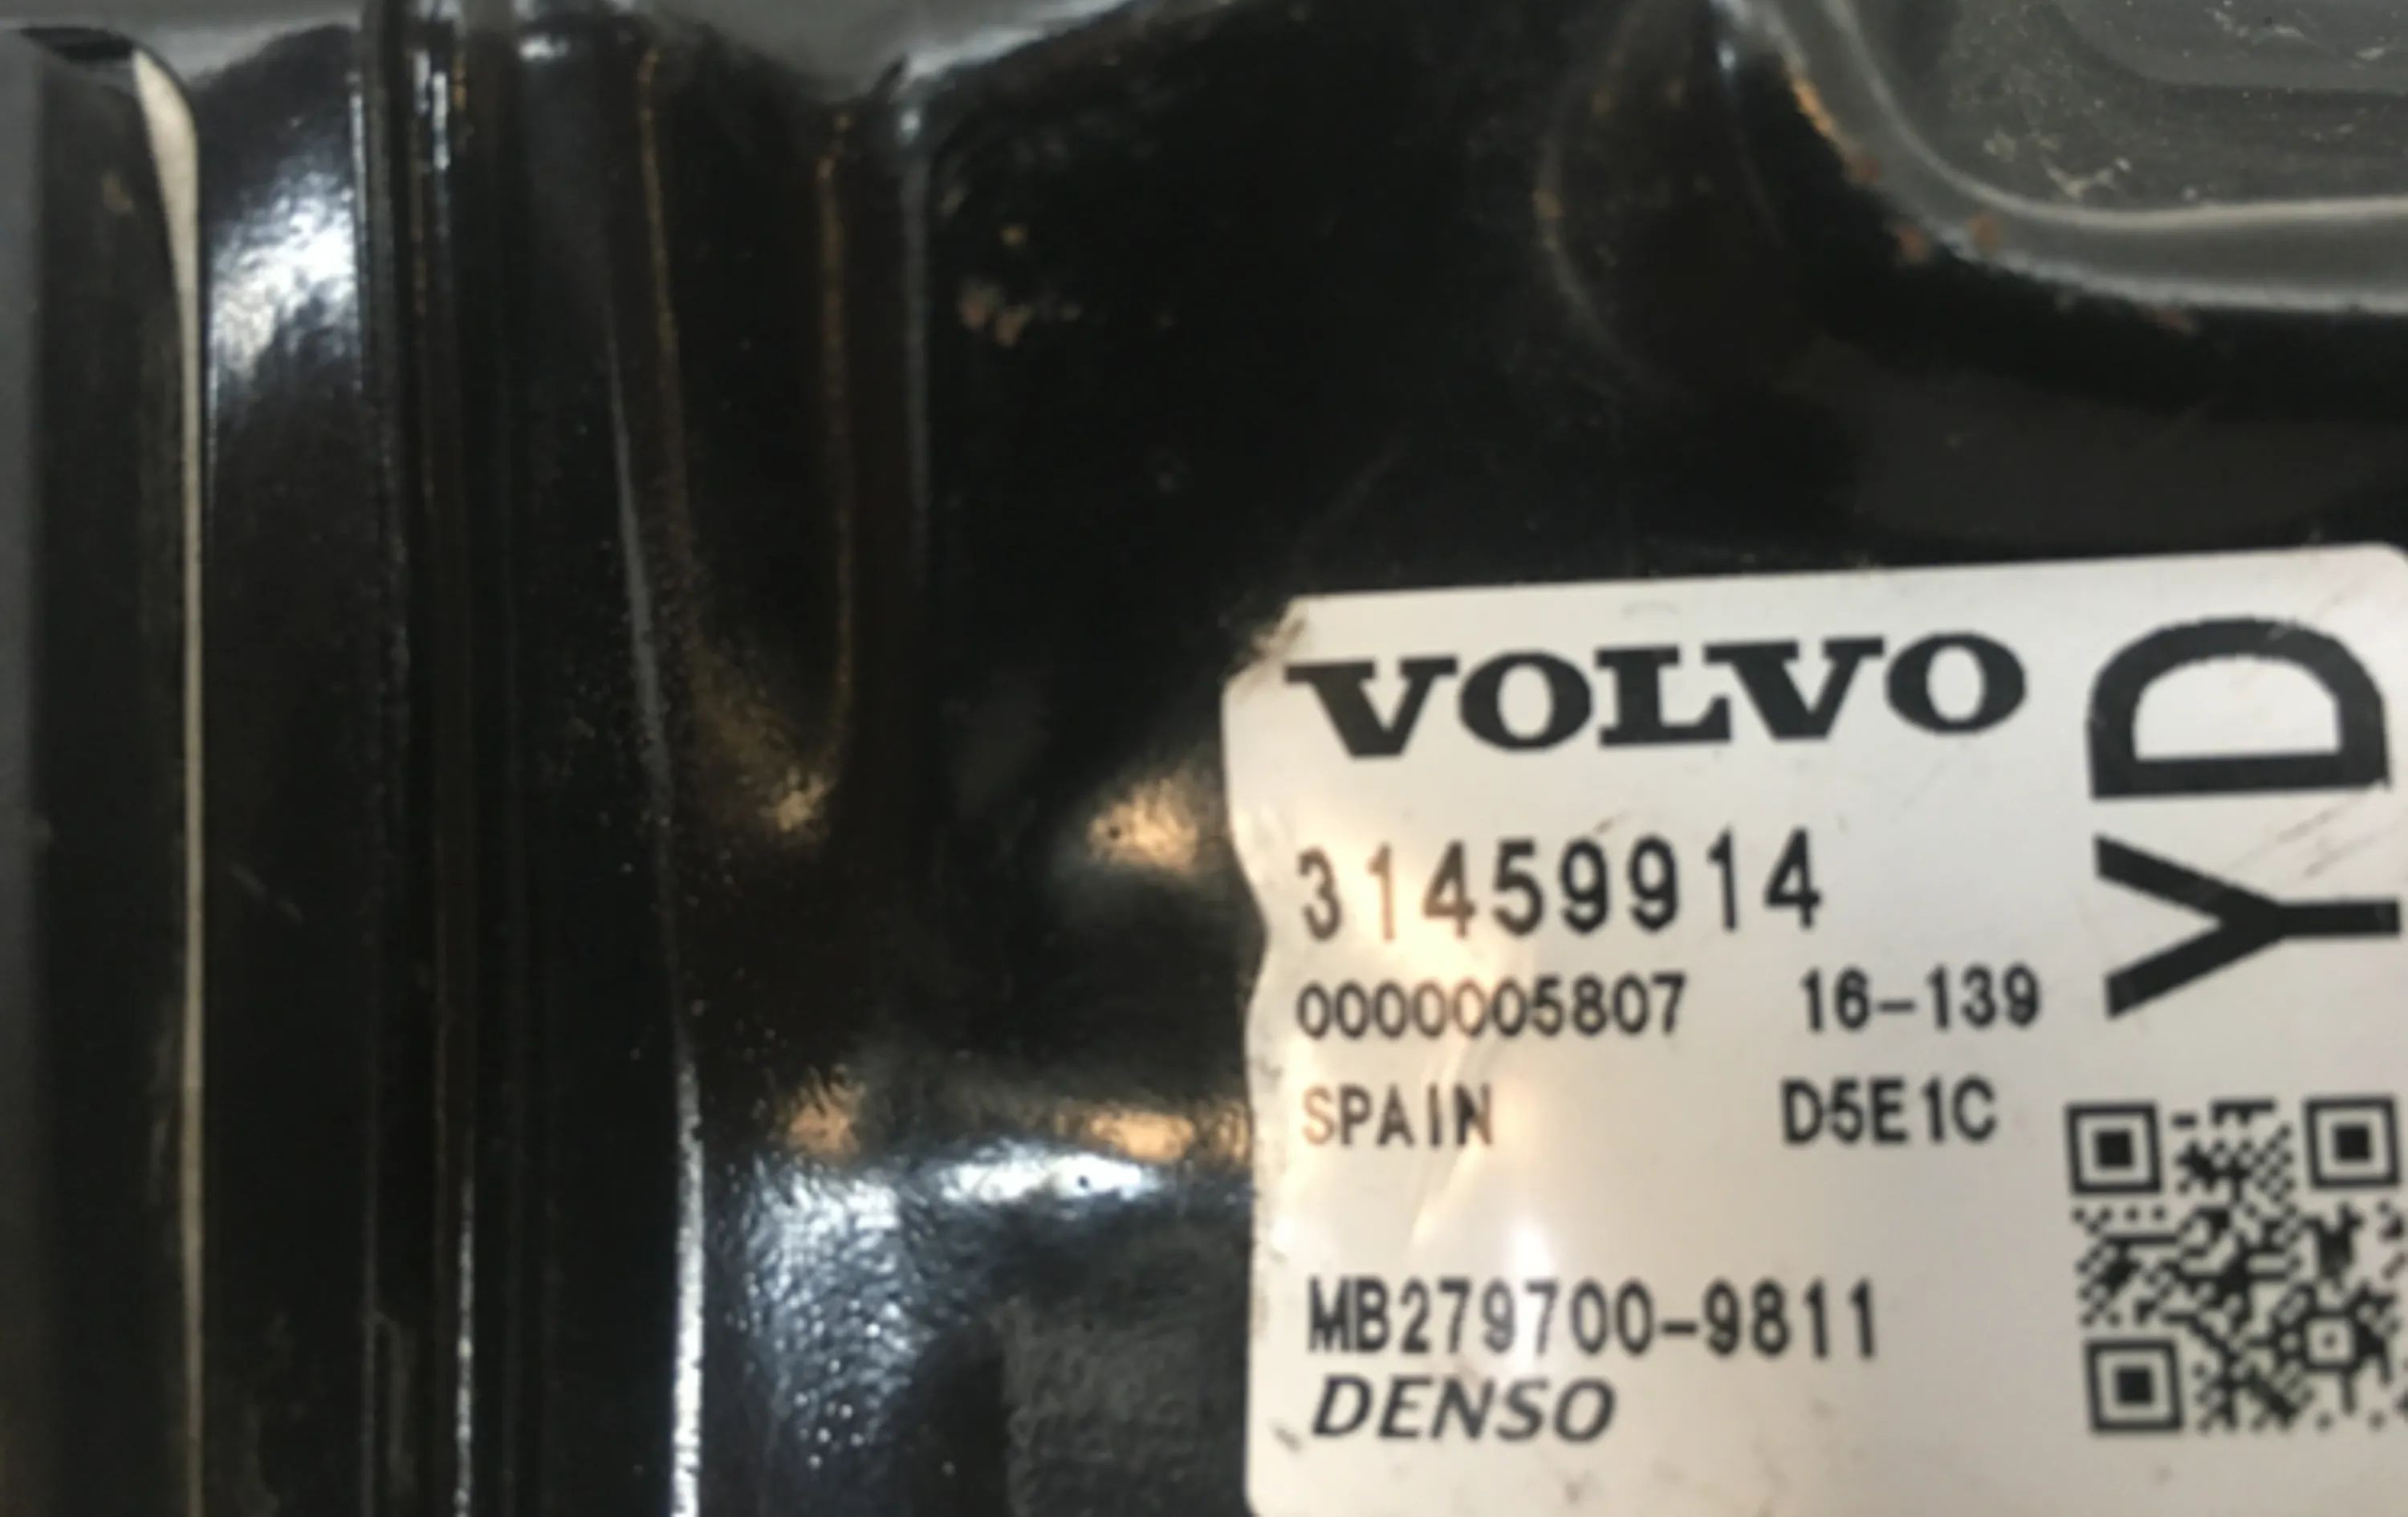 VOLVO
31459914
0000005807 16-139
SPAIN D5E1C
MB279700-9811
DENSO
YD